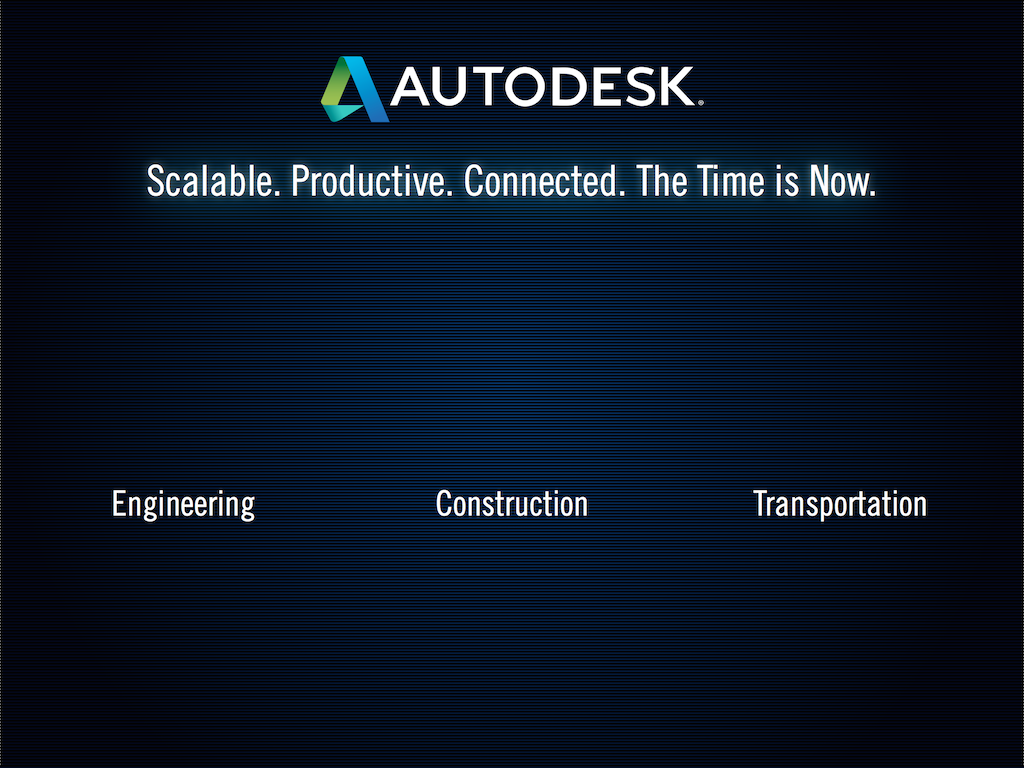 AUTODESK®
Scalable. Productive. Connected. The Time is Now.
Engineering Construction Transportation